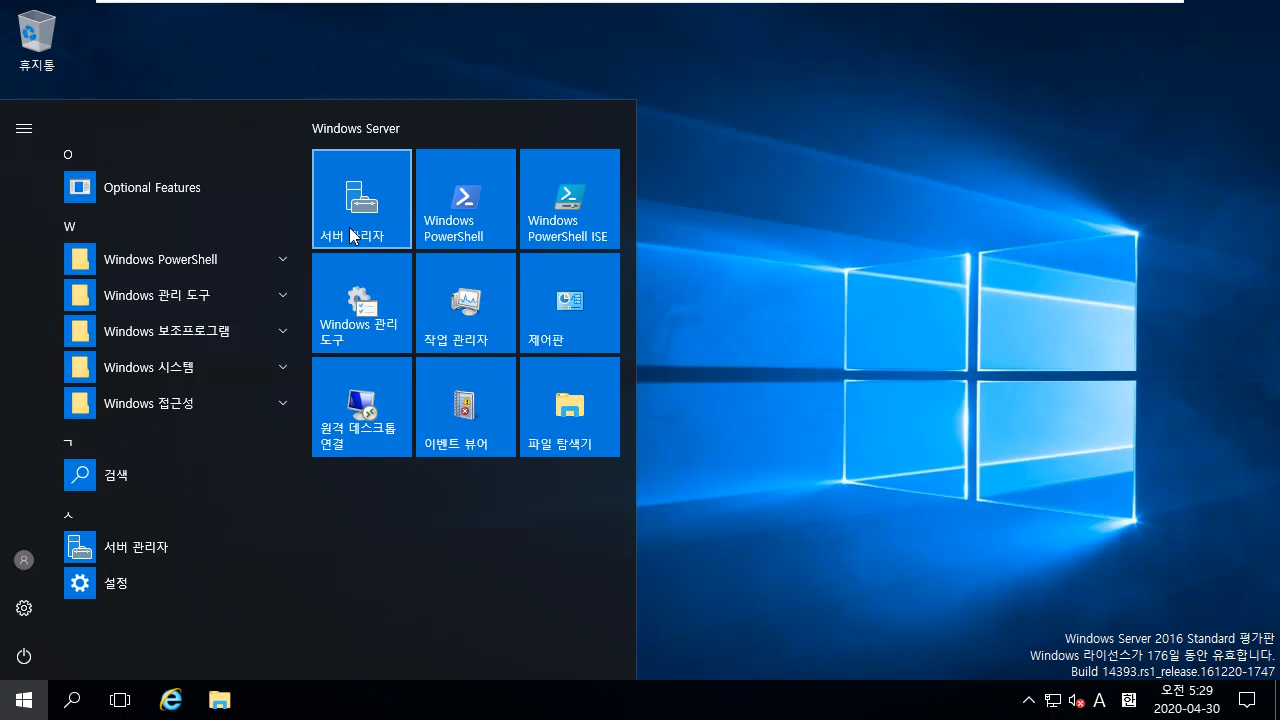 휴지통
Windows Server
O
Optional Features
W
Windows PowerShell
Windows 관리 도구
Windows 보조프로그램
Windows 시스템
Windows 접근성
ㄱ
검색
ㅅ
서버 관리자
설정
서버 관리자
Windows
PowerShell
Windows
PowerShell ISE
Windows 관리
도구
작업 관리자
제어판
원격 데스크톱
연결
이벤트 뷰어
파일 탐색기
Windows Server 2016 Standard 평가판
Windows 라이선스가 176일 동안 유효합니다.
Build 14393.rs1_release.161220-1747
A
한
오전 5:29
2020-04-30